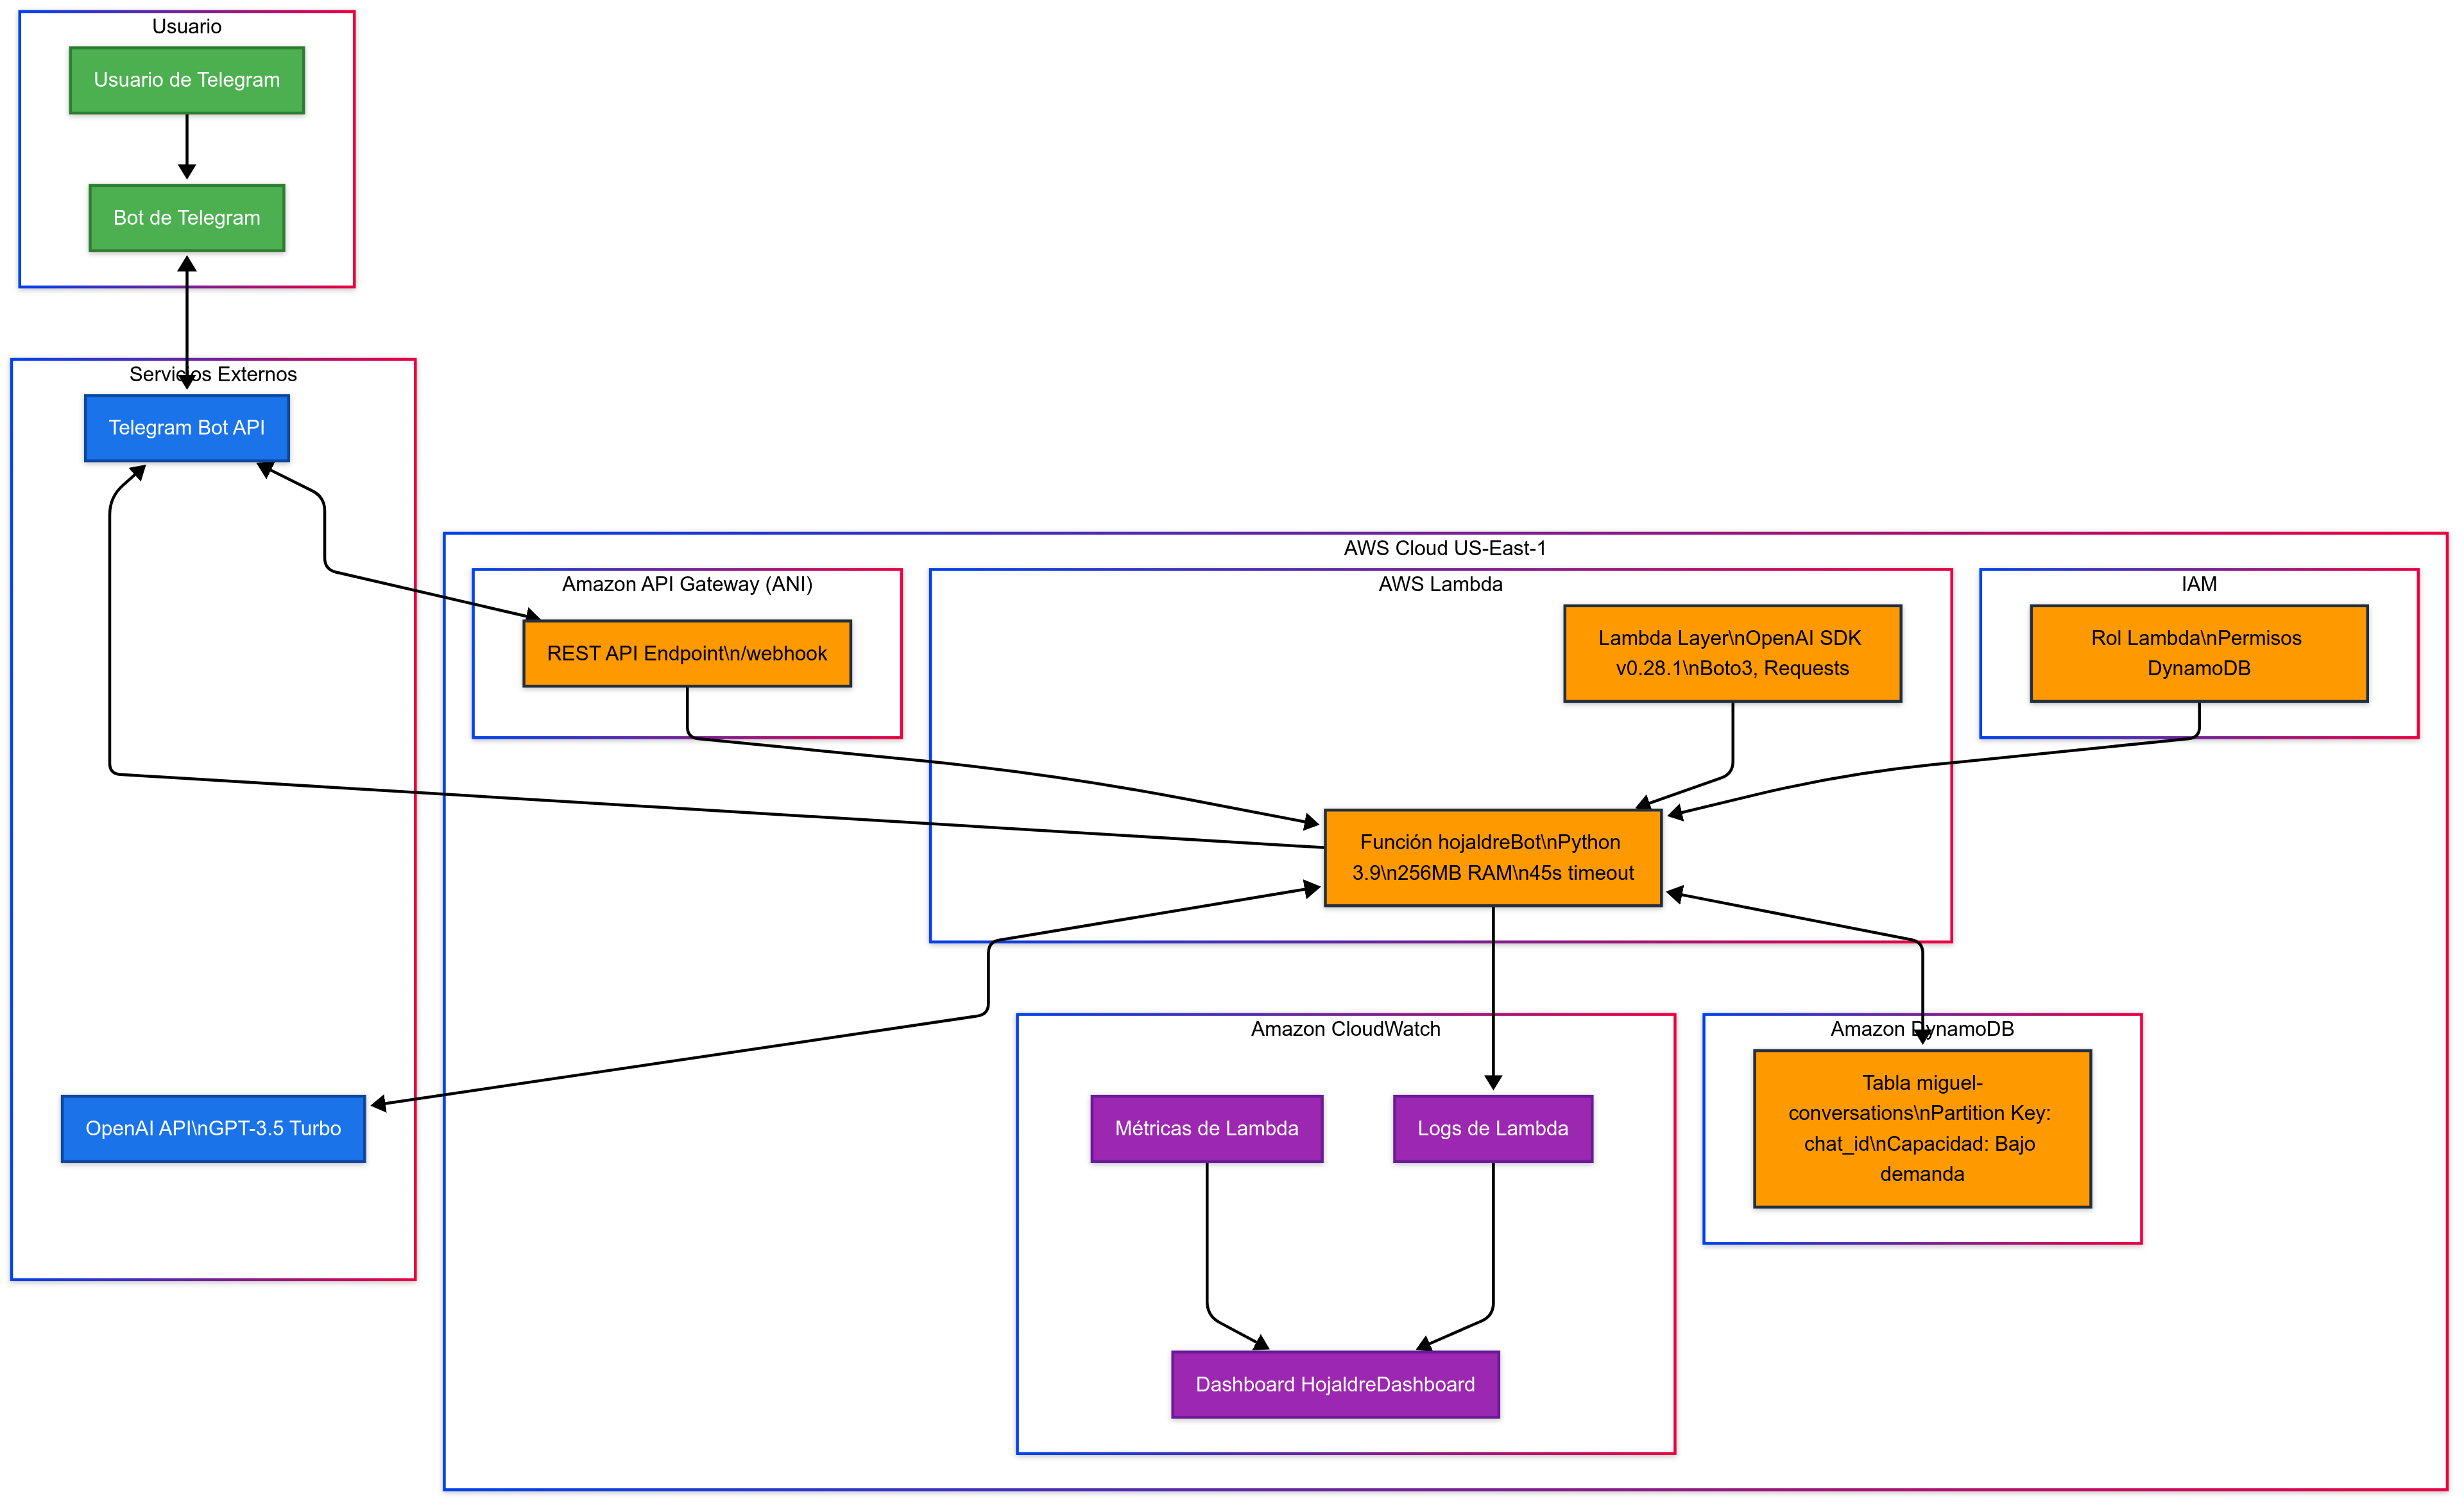 Usuario
Usuario de Telegram
Bot de Telegram
Servicios Externos
Telegram Bot API
AWS Cloud US-East-1
Amazon API Gateway (ANI)
REST API Endpoint\n/webhook
AWS Lambda
Lambda Layer\nOpenAI SDK
v0.28.1\nBoto3, Requests
IAM
Rol Lambda\nPermisos
DynamoDB
Función hojaldreBot\nPython
3.9\n256MB RAM\n45s timeout
OpenAI API\nGPT-3.5 Turbo
Amazon CloudWatch
Métricas de Lambda
Logs de Lambda
Dashboard HojaldreDashboard
Amazon DynamoDB
Tabla miguel-
conversations\nPartition Key:
chat_id\nCapacidad: Bajo
demanda